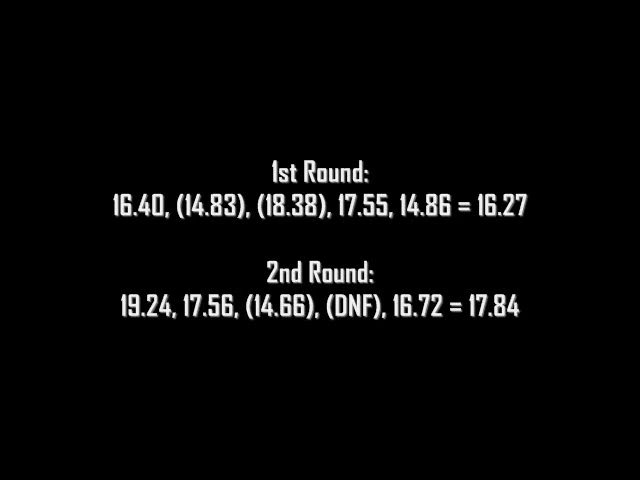 1st Round:
16.40, (14.83), (18.38), 17.55, 14.86 = 16.27
2nd Round:
19.24, 17.56, (14.66), (DNF), 16.72 = 17.84